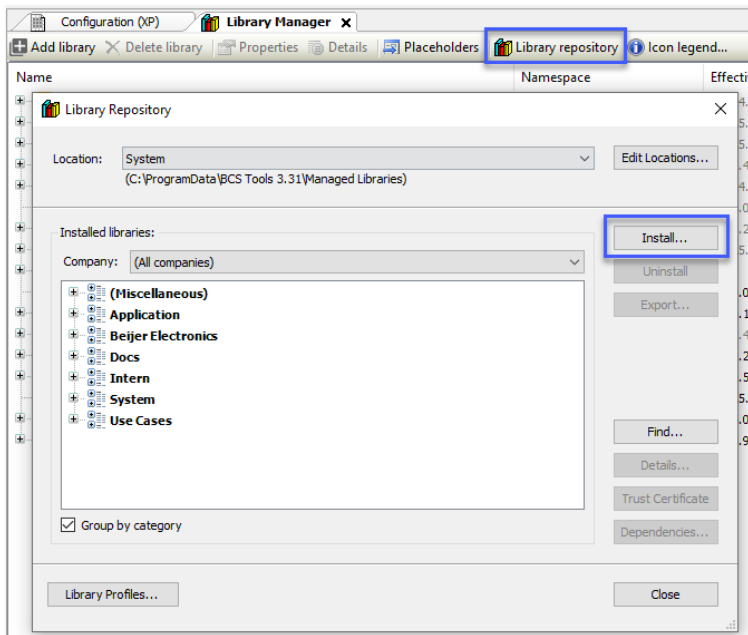 Configuration (XP) Library Manager
Add library Delete library Properties Details Placeholders Library repository Icon legend...
Name Namespace Effecti
Library Repository
Location: System Edit Locations...
(C:\ProgramData\BCS Tools 3.31\Managed Libraries)
Installed libraries:
Install...
Company: (All companies)
Uninstall
(Miscellaneous)
Export...
Application
Beijer Electronics
Docs
Intern
System
Use Cases
Find...
Details...
Trust Certificate
Group by category
Dependencies...
Library Profiles... Close